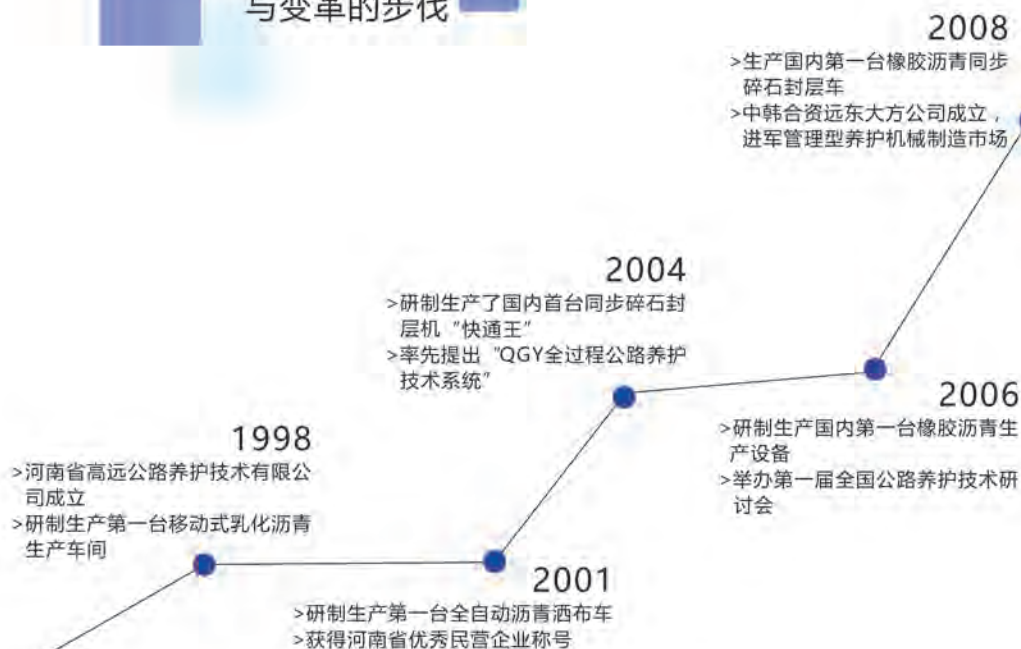 与变革的步伐
2008
>生产国内第一台橡胶沥青同步
碎石封层车
>中韩合资远东大方公司成立，
进军管理型养护机械制造市场
2004
>研制生产了国内首台同步碎石封
层机“快通王”
>率先提出“QGY全过程公路养护
技术系统”
2006
>研制生产国内第一台橡胶沥青生
产设备
>举办第一届全国公路养护技术研
讨会
1998
>河南省高远公路养护技术有限公
司成立
>研制生产第一台移动式乳化沥青
生产车间
2001
>研制生产第一台全自动沥青洒布车
>获得河南省优秀民营企业称号